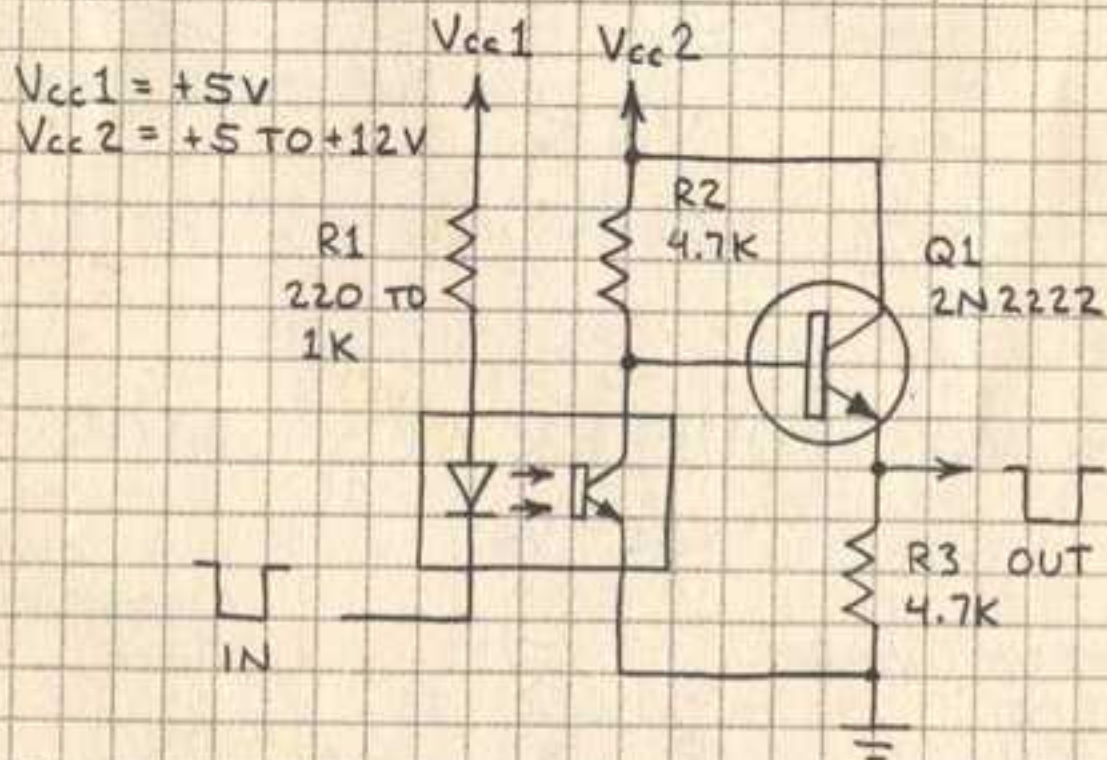 Vcc1 Vcc2
Vcc1 = +5V
Vcc2 = +5 TO +12V
R1
220 TO
1K
R2
4.7K
Q1
2N2222
R3
4.7K
OUT
IN